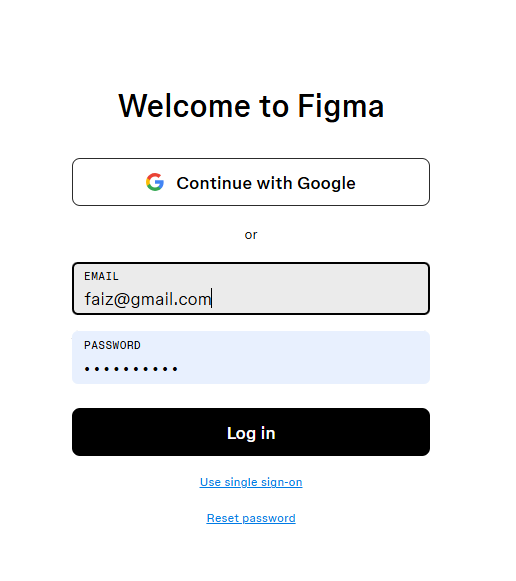 Welcome to Figma
Continue with Google
or
EMAIL
faiz@gmail.com
PASSWORD
••••••••••
Log in
Use single sign-on
Reset password